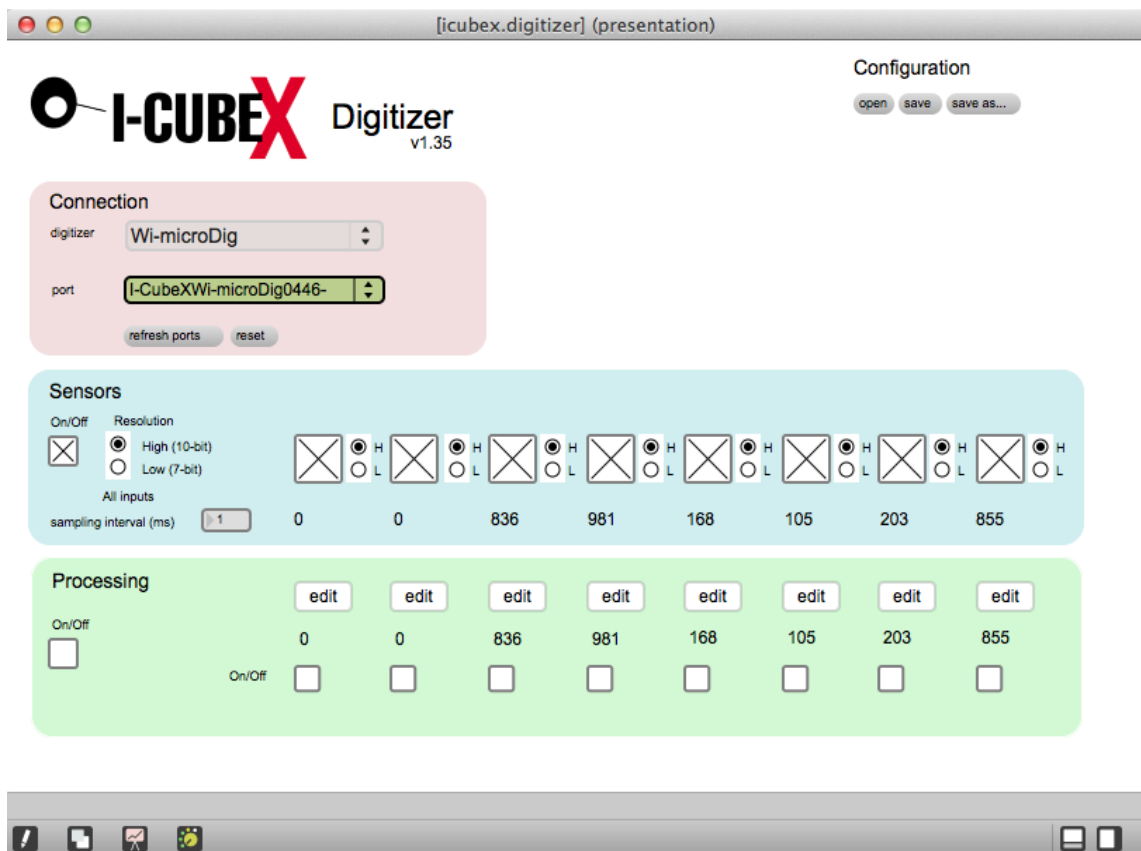 [icubex.digitizer] (presentation)
Configuration
open save save as...
I-CUBEX Digitizer
v1.35
Connection
digitizer Wi-microDig
port I-CubeXWi-microDig0446-
refresh ports reset
Sensors
On/Off Resolution
High (10-bit)
Low (7-bit)
H H H H H H H H
L L L L L L L L
All inputs
sampling interval (ms) 1 0 0 836 981 168 105 203 855
Processing
edit edit edit edit edit edit edit edit
On/Off
0 0 836 981 168 105 203 855
On/Off